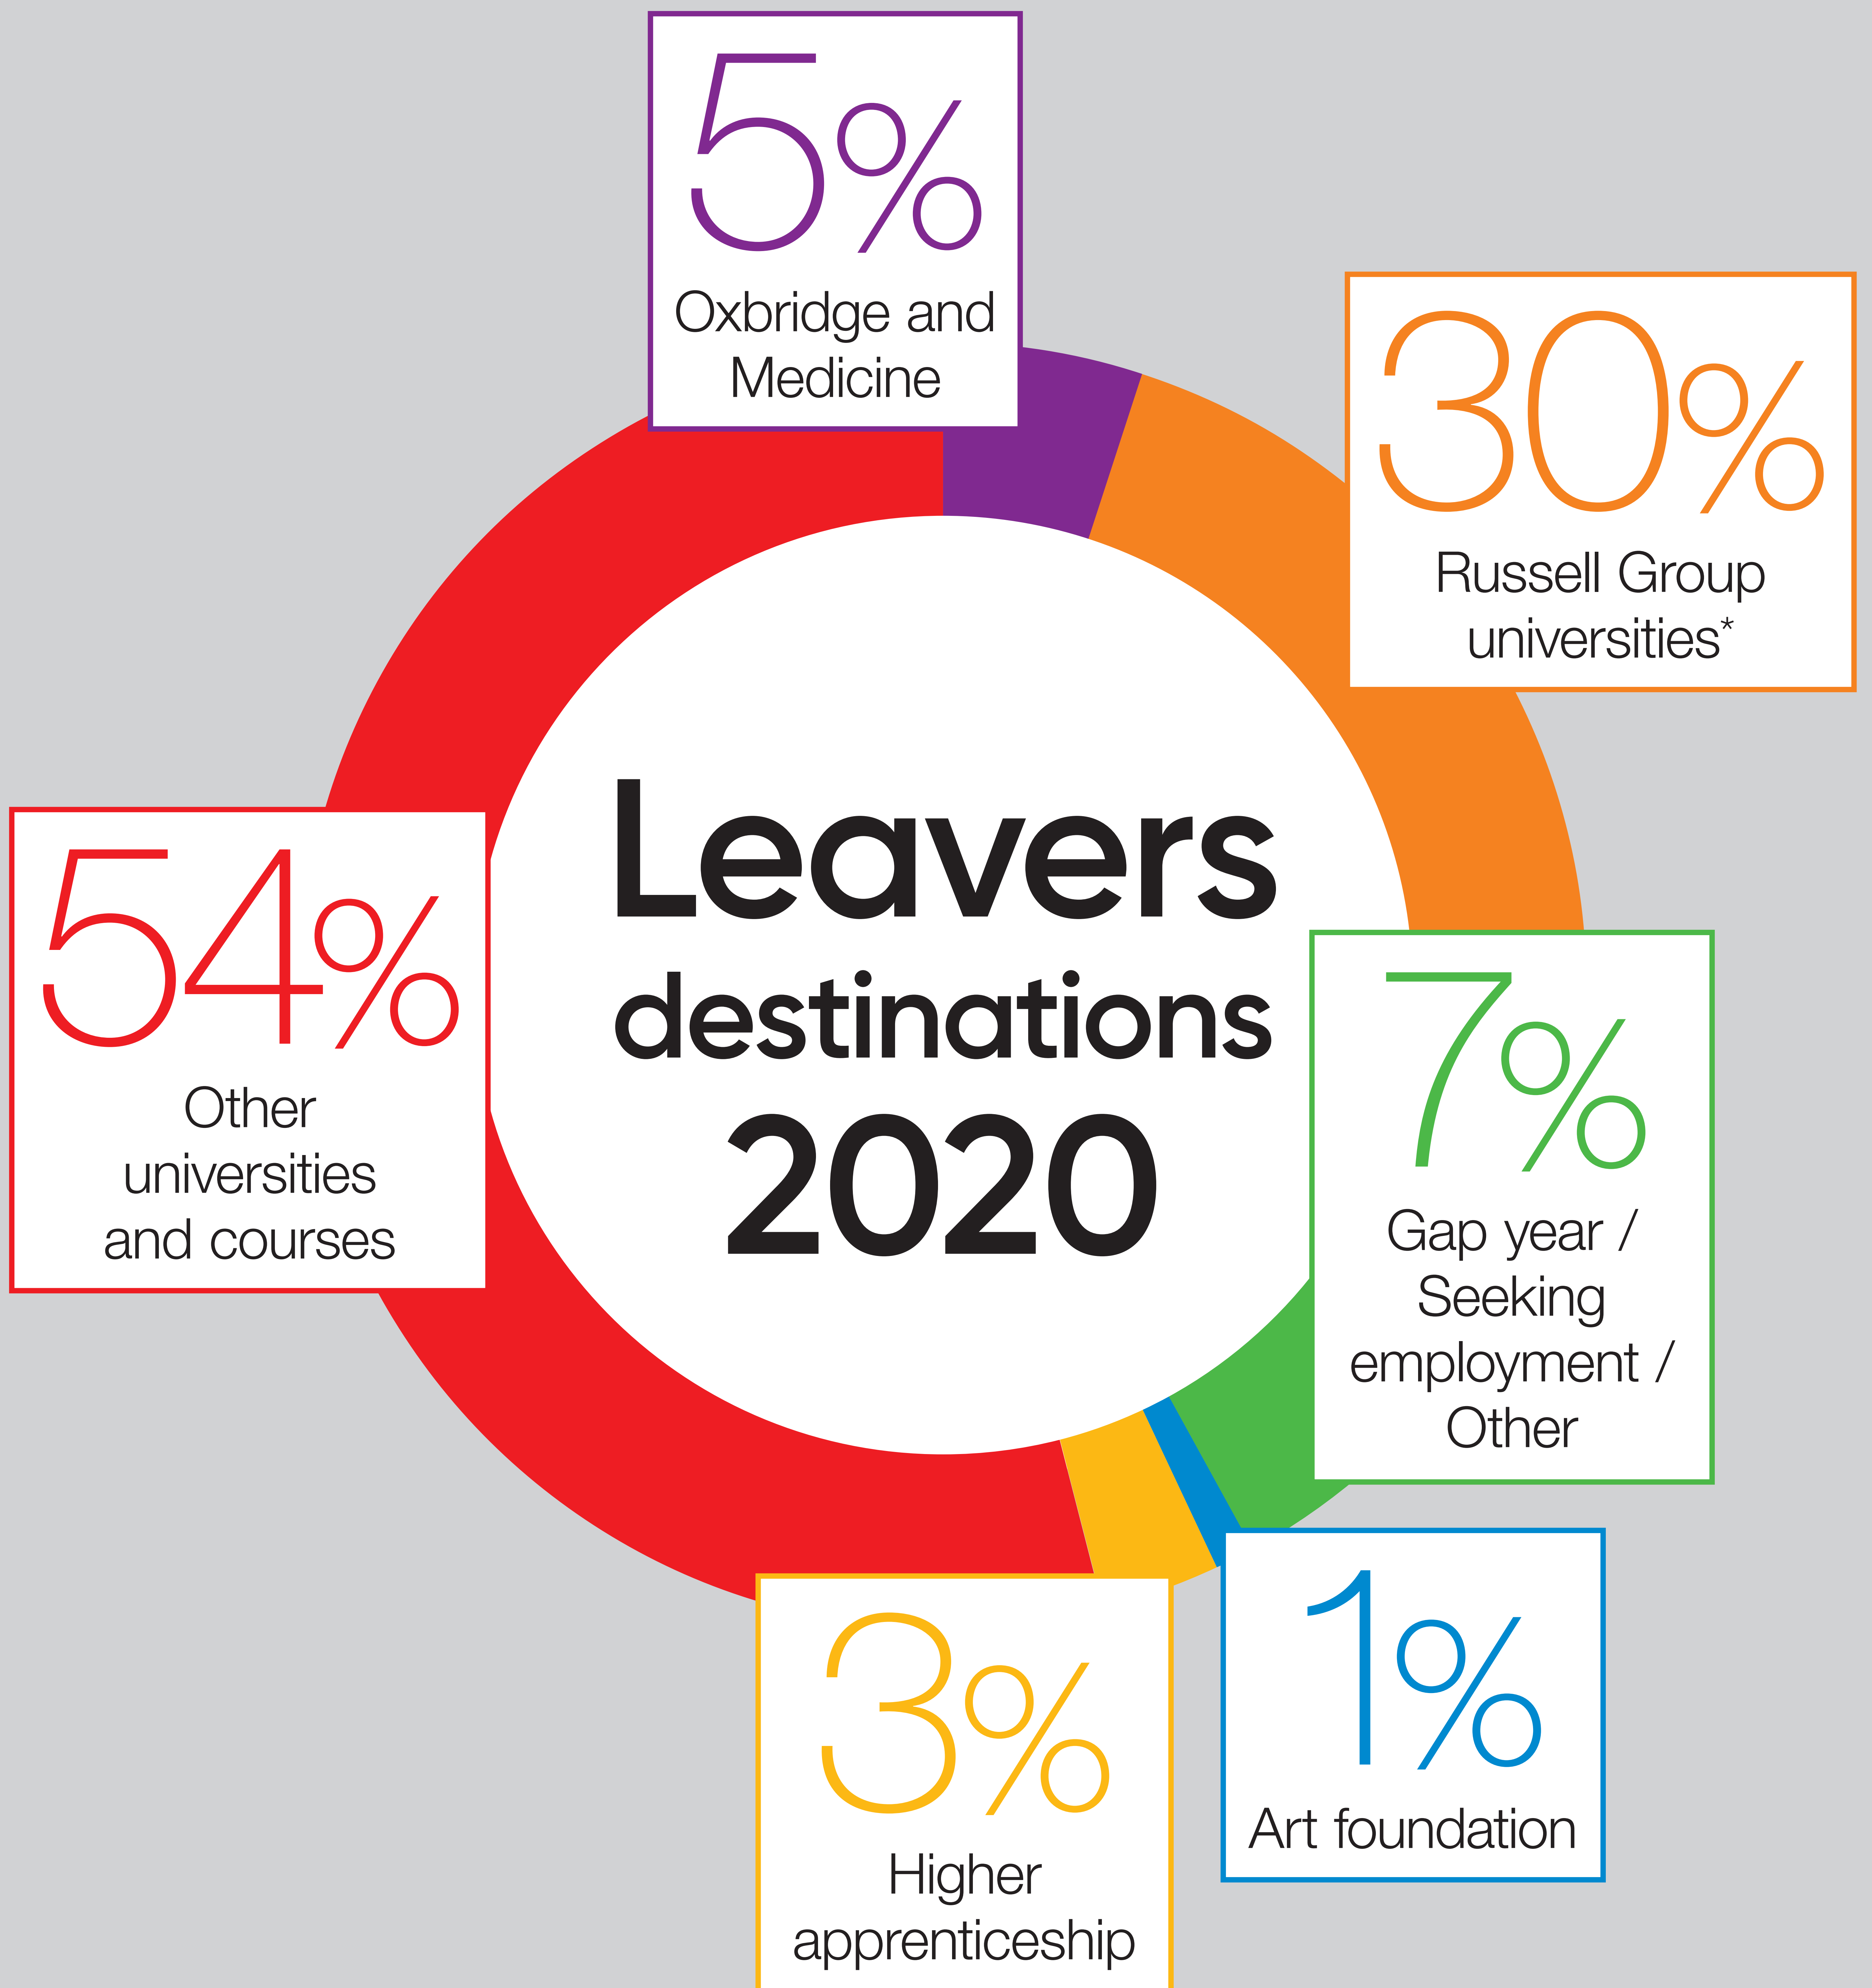 5%
Oxbridge and
Medicine
30%
Russell Group
universities*
Leavers
destinations
2020
54%
Other
universities
and courses
7%
Gap year /
Seeking
employment /
Other
1%
Art foundation
3%
Higher
apprenticeship